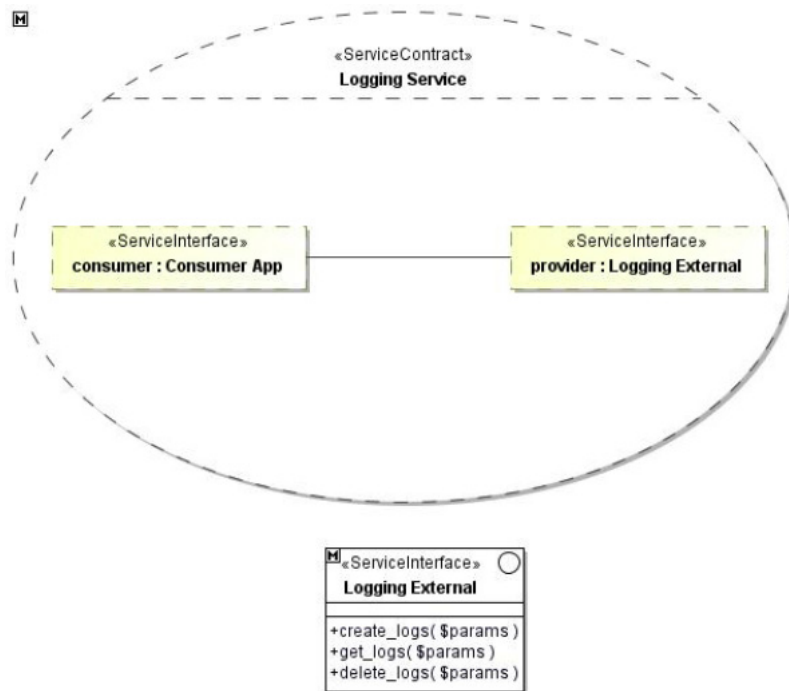 M
«ServiceContract»
Logging Service
«ServiceInterface»
consumer : Consumer App
«ServiceInterface»
provider : Logging External
M
«ServiceInterface»
Logging External
+create_logs( $params )
+get_logs( $params )
+delete_logs( $params )